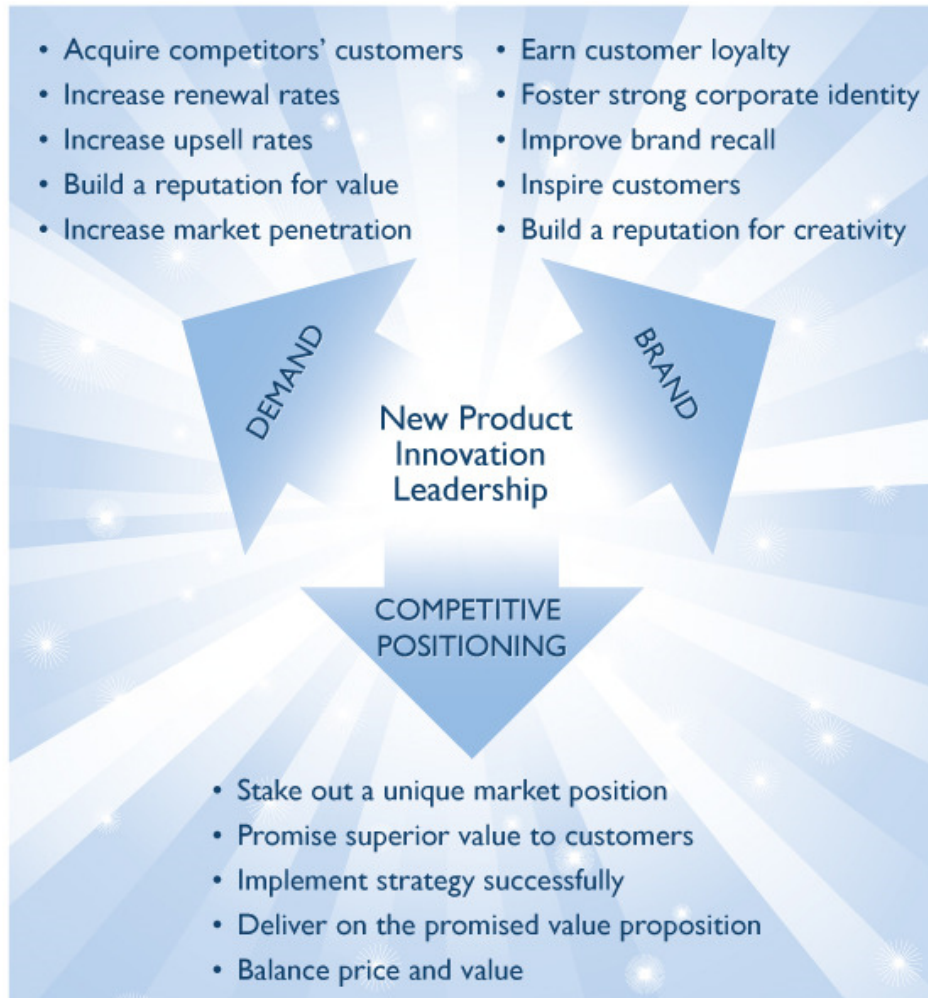 • Acquire competitors' customers
• Increase renewal rates
• Increase upsell rates
• Build a reputation for value
• Increase market penetration
• Earn customer loyalty
• Foster strong corporate identity
• Improve brand recall
• Inspire customers
• Build a reputation for creativity
DEMAND
BRAND
New Product
Innovation
Leadership
COMPETITIVE
POSITIONING
• Stake out a unique market position
• Promise superior value to customers
• Implement strategy successfully
• Deliver on the promised value proposition
• Balance price and value